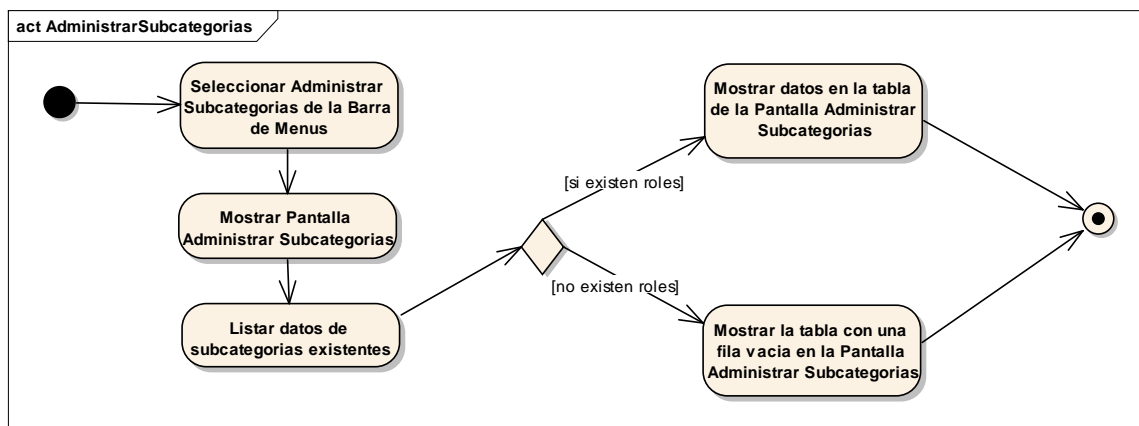 act AdministrarSubcategorias
Seleccionar Administrar
Subcategorias de la Barra
de Menus
Mostrar Pantalla
Administrar Subcategorias
Listar datos de
subcategorias existentes
[si existen roles]
[no existen roles]
Mostrar datos en la tabla
de la Pantalla Administrar
Subcategorias
Mostrar la tabla con una
fila vacia en la Pantalla
Administrar Subcategorias